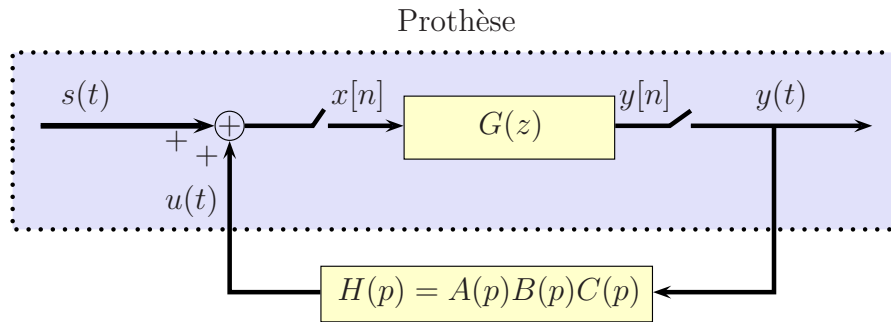 Prothèse
s(t)
x[n]
y[n]
y(t)
G(z)
+
+
+
u(t)
H(p) = A(p)B(p)C(p)